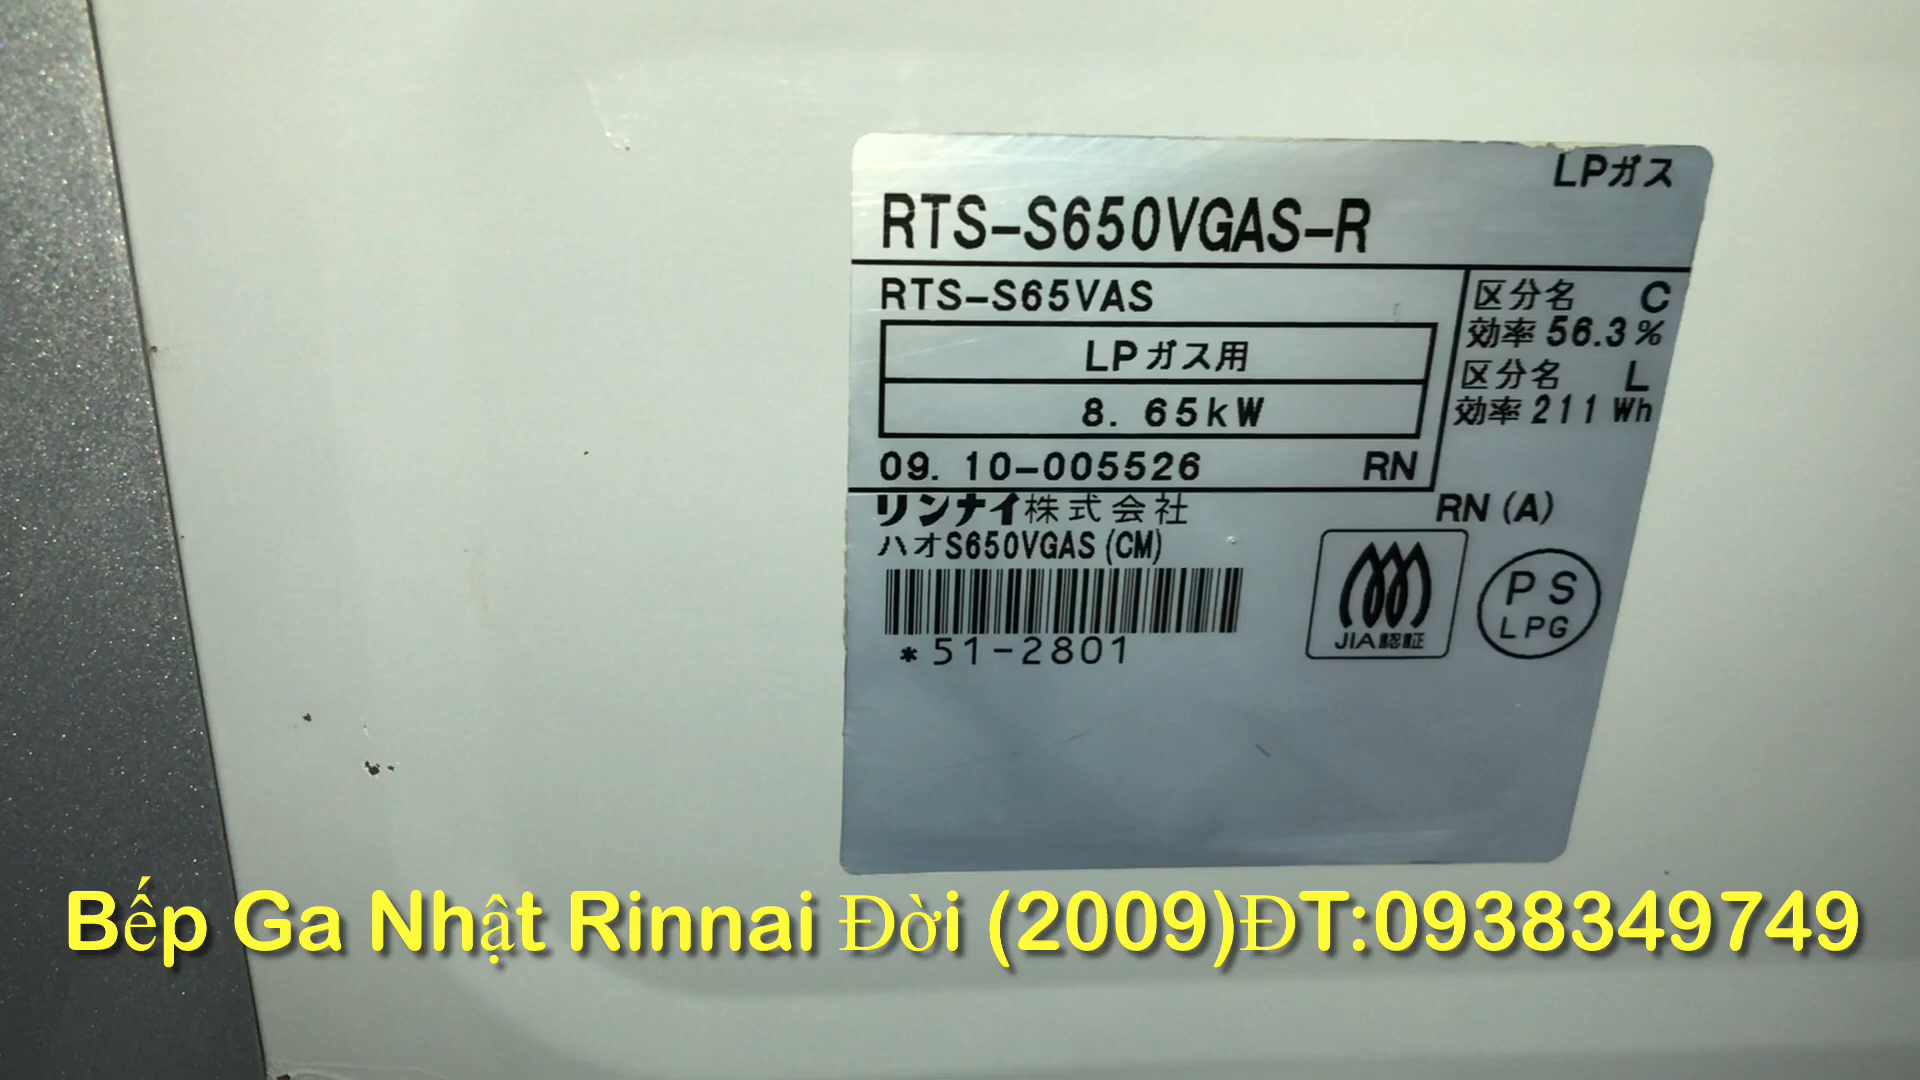 LPガス
RTS-S650VGAS-R
RTS-S65VAS
区分名 C
効率 56.3%
区分名 L
効率 211 Wh
LPガス用
8. 65kW
09. 10-005526 RN
リンナイ株式会社
RN (A)
ハオS650VGAS (CM)
*51-2801
JIA認証
PS
LPG
Bếp Ga Nhật Rinnai Đời (2009)ĐT:0938349749